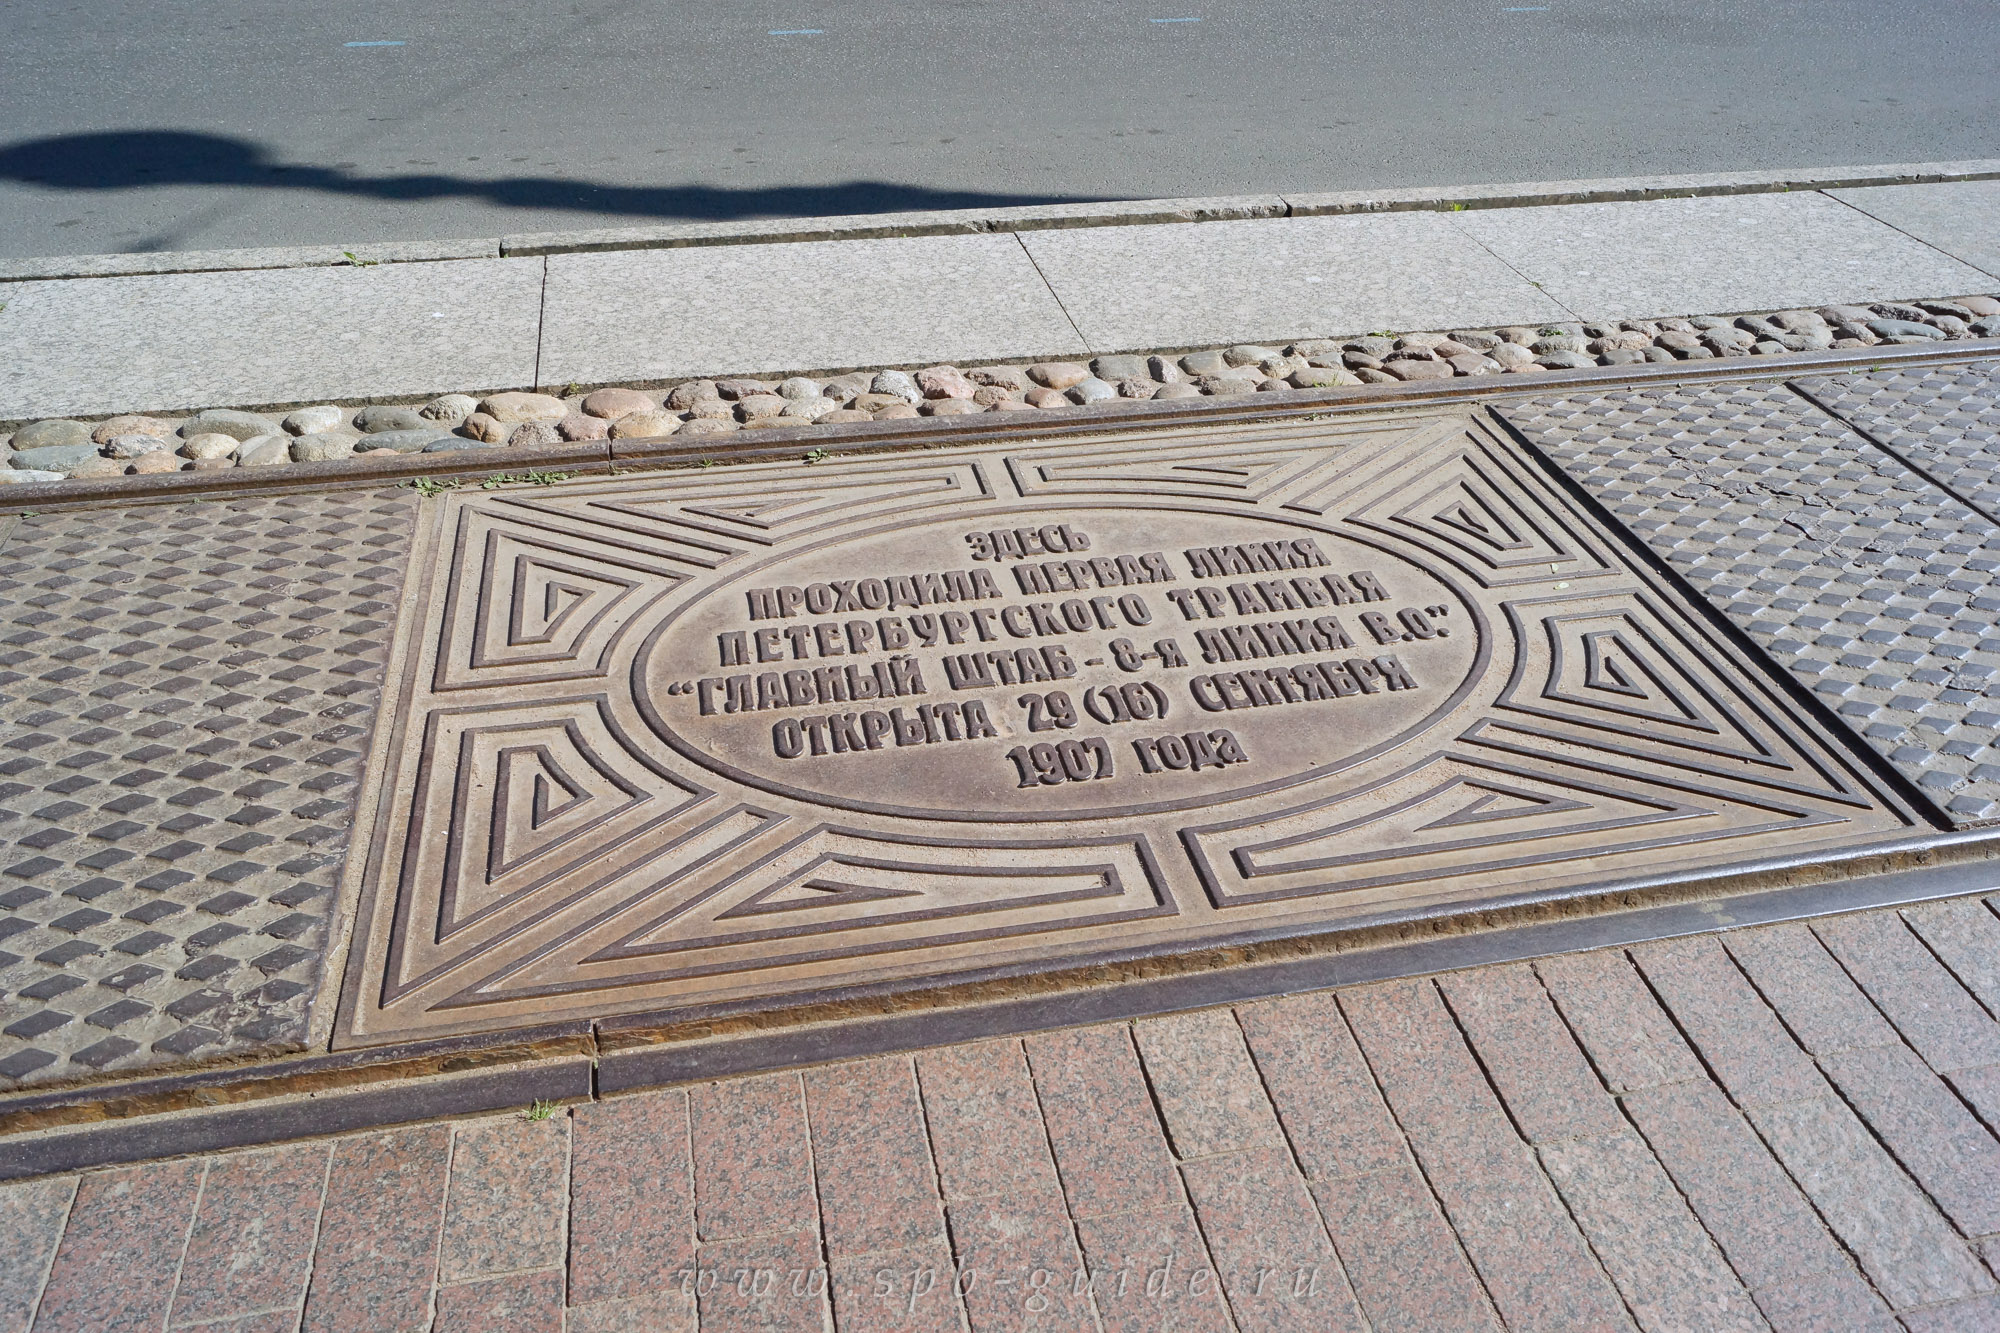 ЗДЕСЬ
ПРОХОДИЛА ПЕРВАЯ ЛИНИЯ
ПЕТЕРБУРГСКОГО ТРАМВАЯ
“ГЛАВНЫЙ ШТАБ - 8-Я ЛИНИЯ В.О.”
ОТКРЫТА 29 (16) СЕНТЯБРЯ
1907 года
www.spb-guide.ru